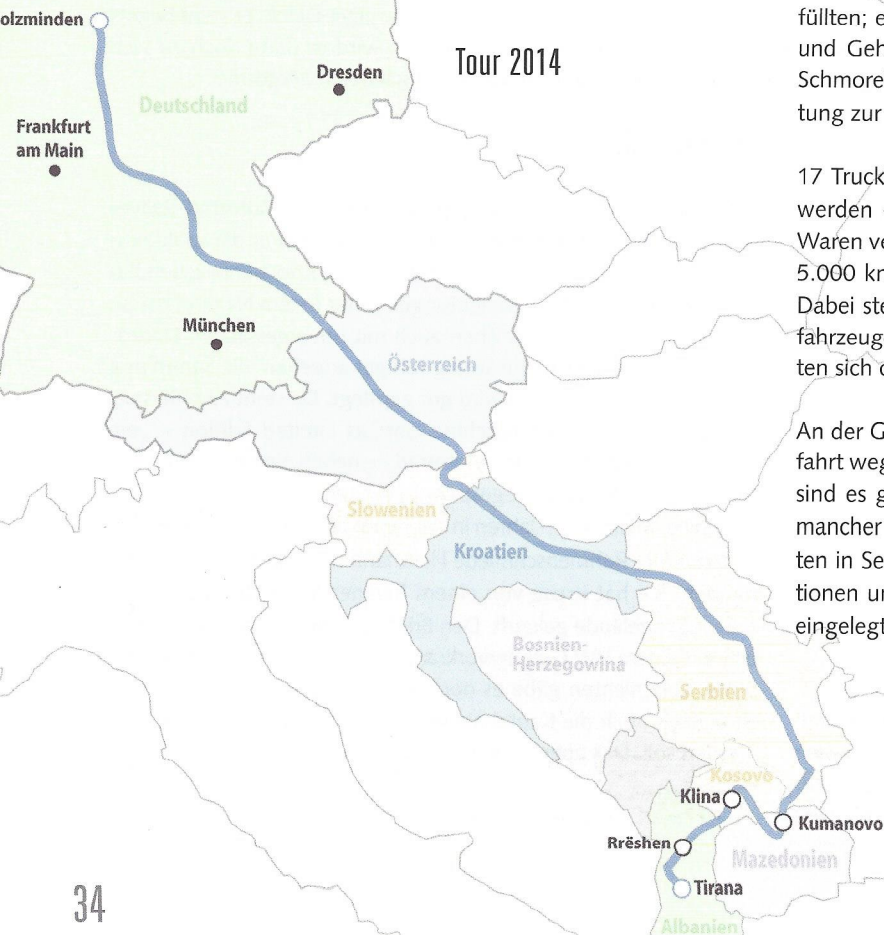 olzminden
Tour 2014
Dresden
Deutschland
Frankfurt
am Main
München
Österreich
Slowenien
Kroatien
Bosnien-
Herzegowina
Serbien
Kosovo
Klina
Kumanovo
Rrëshen
Mazedonien
Tirana
Albanien
34
füllten; e
und Geh
Schmore
tung zur
17 Truck
werden
Waren ve
5.000 km
Dabei ste
fahrzeug
ten sich
An der G
fahrt weg
sind es g
mancher
ten in Se
tionen un
eingelegt